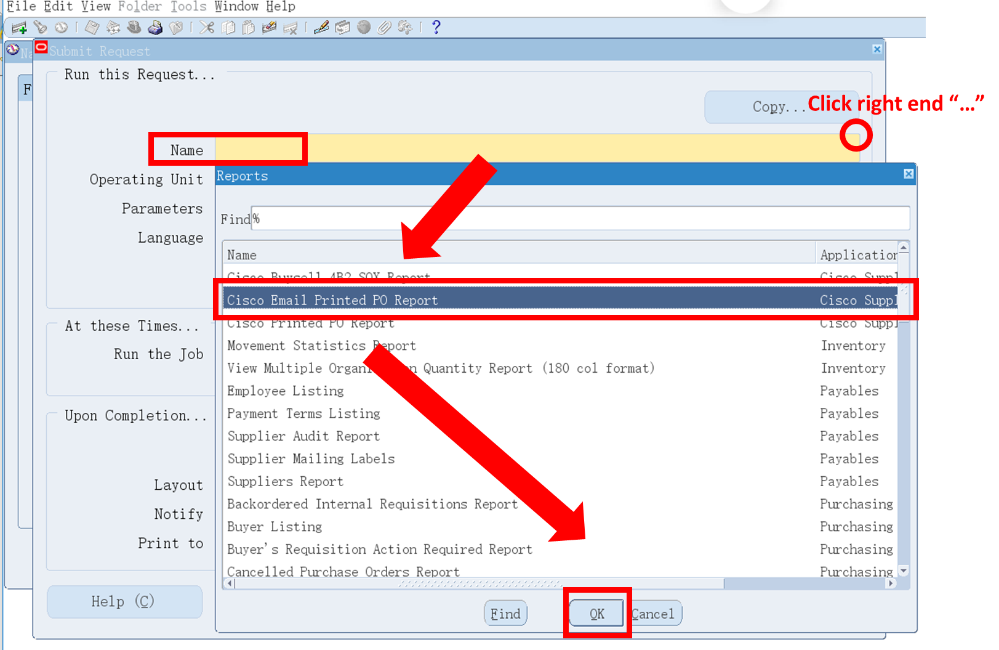 File Edit View Folder Tools Window Help
Submit Request
Run this Request...
Copy...
Click right end “...”
Name
Operating Unit
Parameters
Language
Reports
Find %
Name Application
Cisco Buysell 4B2 SOX Report Cisco Suppl
Cisco Email Printed PO Report Cisco Suppl
Cisco Printed PO Report Cisco Suppl
Movement Statistics Report Inventory
View Multiple Quantity Report (180 col format) Inventory
Employee Listing Payables
Payment Terms Listing Payables
Supplier Audit Report Payables
Supplier Mailing Labels Payables
Suppliers Report Payables
Backordered Internal Requisitions Report Purchasing
Buyer Listing Purchasing
Buyer's Requisition Action Required Report Purchasing
Cancelled Purchase Orders Report Purchasing
At these Times...
Run the Job
Upon Completion...
Layout
Notify
Print to
Help (C)
Find
OK
Cancel